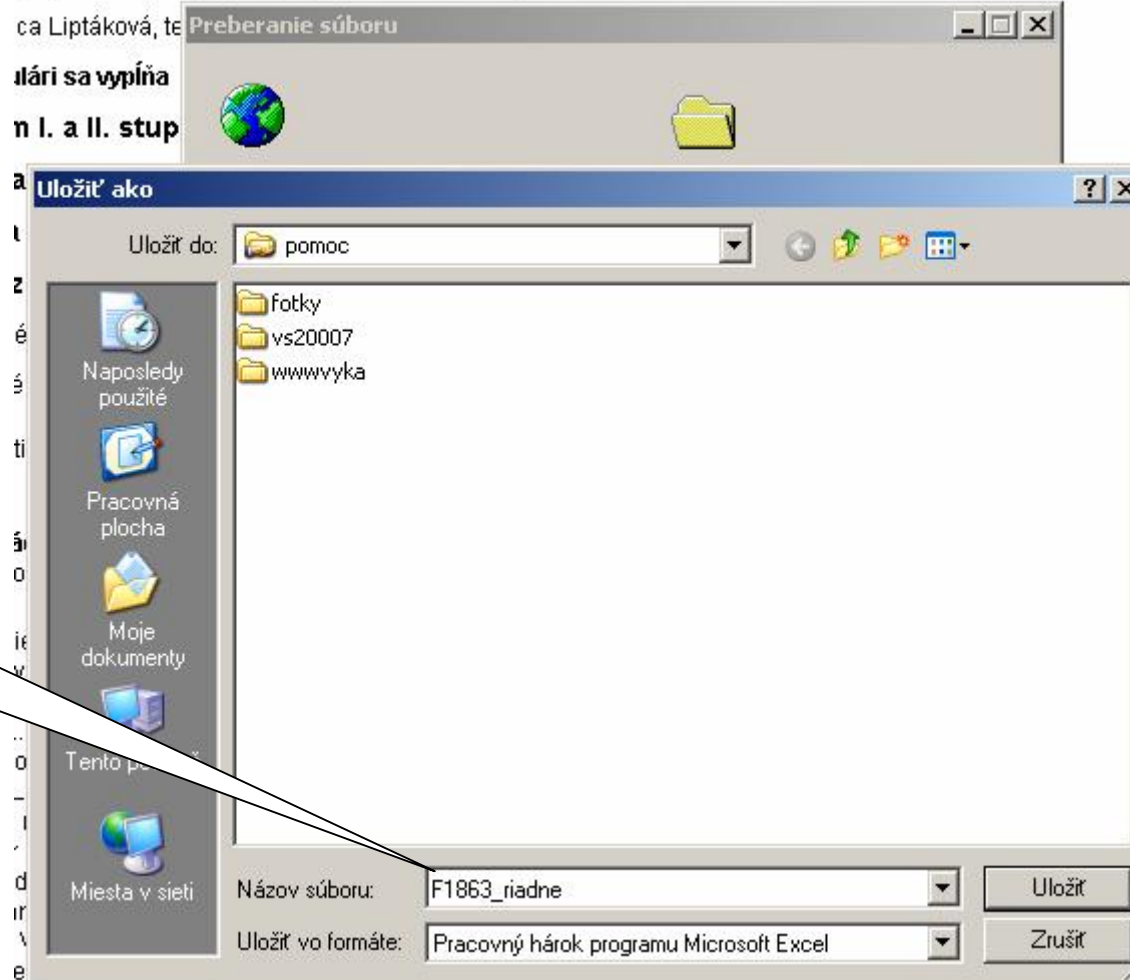 ca Liptáková, te
Preberanie súboru
ulári sa vypĺňa
m I. a II. stup
Uložiť ako
Uložiť do:
pomoc
fotky
vs20007
wwwvyka
Naposledy
použité
Pracovná
plocha
Moje
dokumenty
Tento
Miesta v sieti
Názov súboru:
F1863_riadne
Uložiť
Uložiť vo formáte:
Pracovný hárok programu Microsoft Excel
Zrušiť